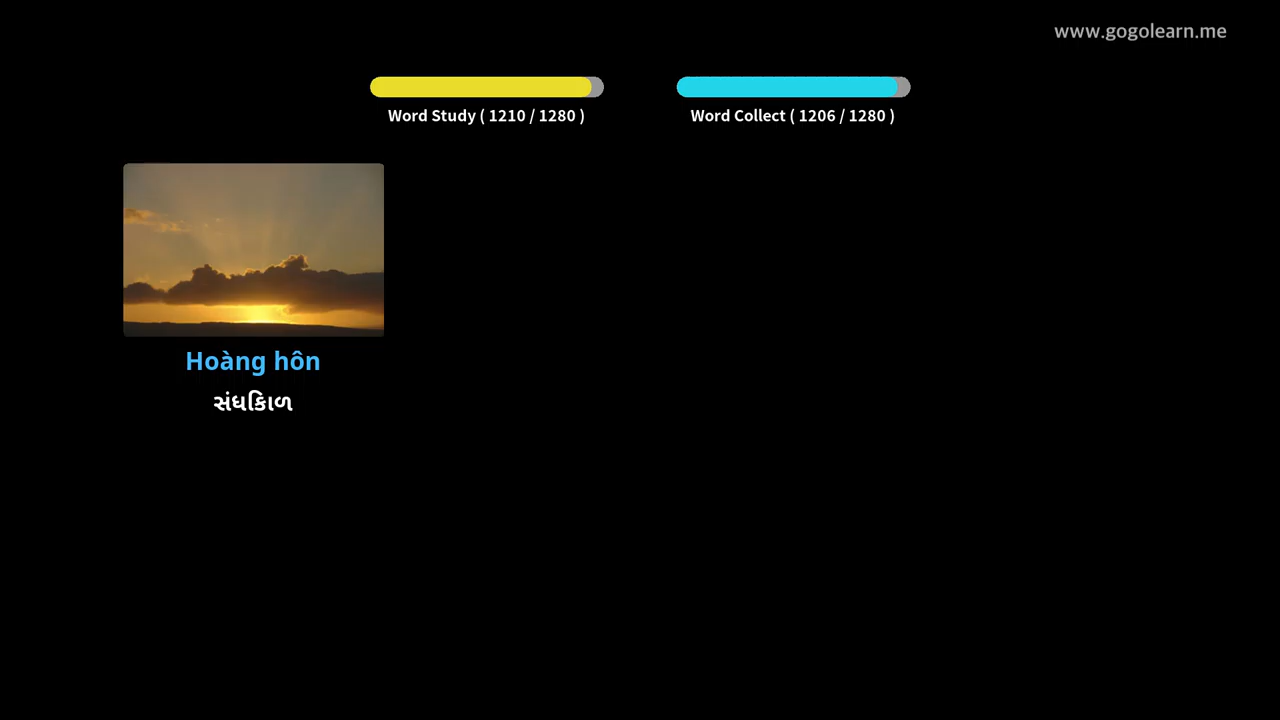 www.gogolearn.me
Word Study ( 1210 / 1280 )
Word Collect ( 1206 / 1280 )
Hoàng hôn
સંધિકાળ